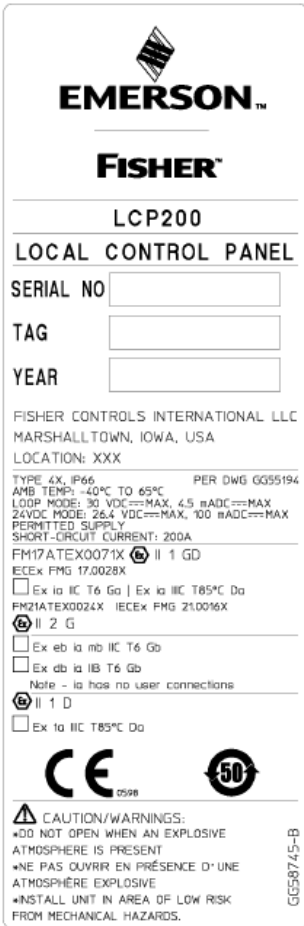 EMERSON™
FISHER™
LCP200
LOCAL CONTROL PANEL
SERIAL NO
TAG
YEAR
FISHER CONTROLS INTERNATIONAL LLC
MARSHALLTOWN, IOWA, USA
LOCATION: XXX
TYPE 4X, IP66 PER DWG GG55194
AMB TEMP: -40°C TO 65°C
LOOP MODE: 30 VDC⎓MAX, 4.5 mADC⎓MAX
24VDC MODE: 26.4 VDC⎓MAX, 100 mADC⎓MAX
PERMITTED SUPPLY
SHORT-CIRCUIT CURRENT: 200A
FM17ATEX0071X Ex II 1 GD
IECEx FMG 17.0028X
Ex ia IIC T6 Ga | Ex ia IIIC T85°C Da
FM21ATEX0024X IECEx FMG 21.0016X
Ex II 2 G
Ex eb ia mb IIC T6 Gb
Ex db ia IIB T6 Gb
Note - ia has no user connections
Ex II 1 D
Ex ta IIIC T85°C Da
CE 0598
50
CAUTION/WARNINGS:
*DO NOT OPEN WHEN AN EXPLOSIVE
ATMOSPHERE IS PRESENT
*NE PAS OUVRIR EN PRÉSENCE D'UNE
ATMOSPHÈRE EXPLOSIVE
*INSTALL UNIT IN AREA OF LOW RISK
FROM MECHANICAL HAZARDS.
GG58745-B